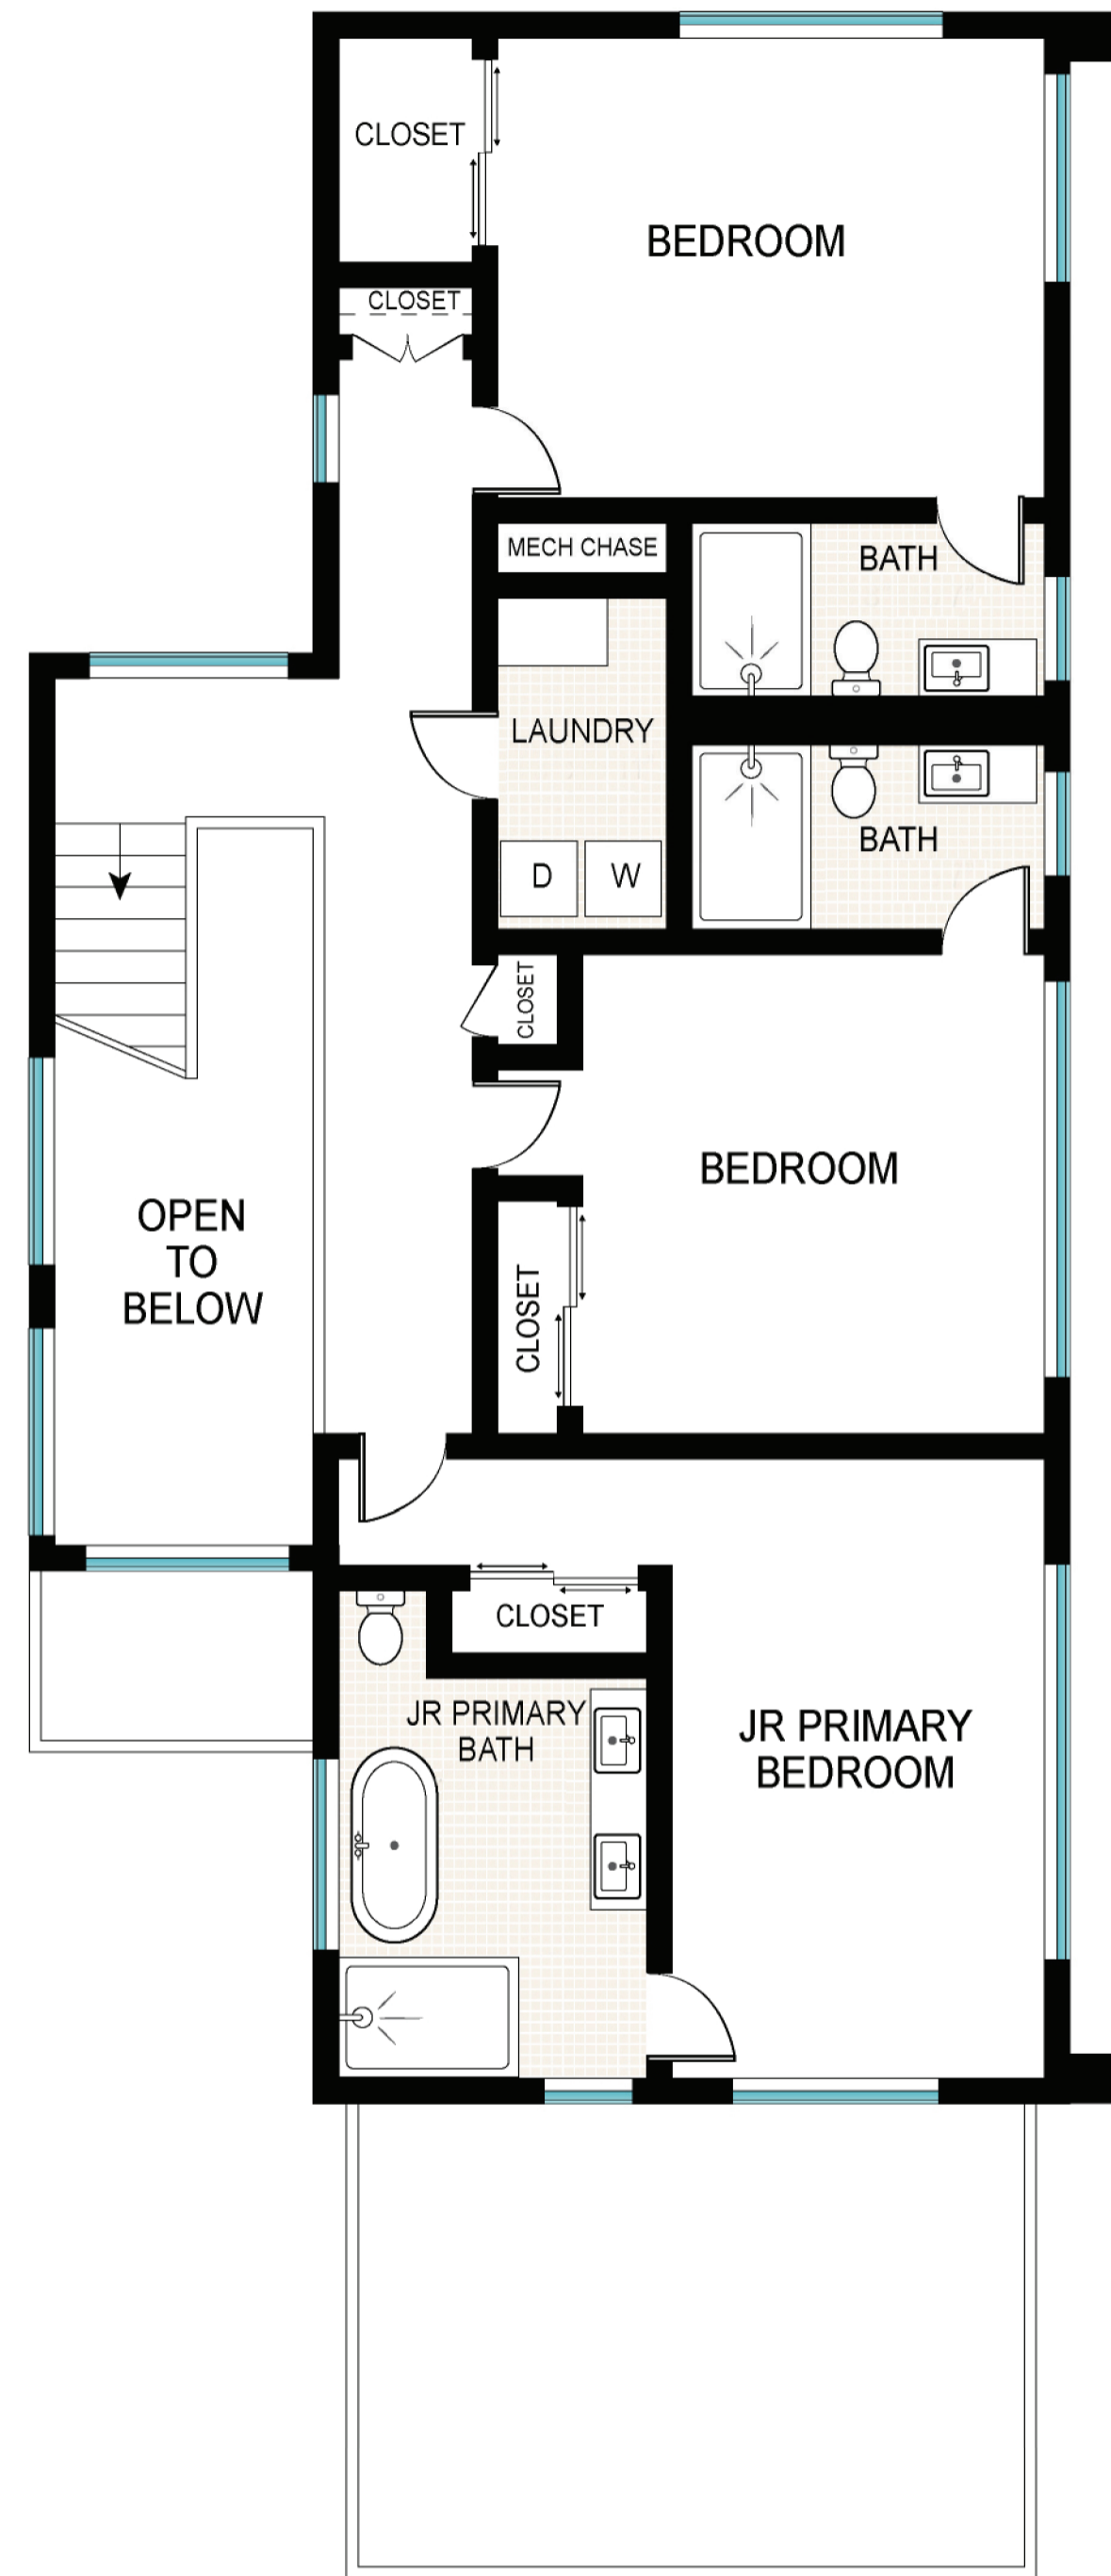 CLOSET
BEDROOM
CLOSET
MECH CHASE
BATH
LAUNDRY
BATH
D
W
CLOSET
BEDROOM
OPEN
TO
BELOW
CLOSET
CLOSET
JR PRIMARY
BATH
JR PRIMARY
BEDROOM